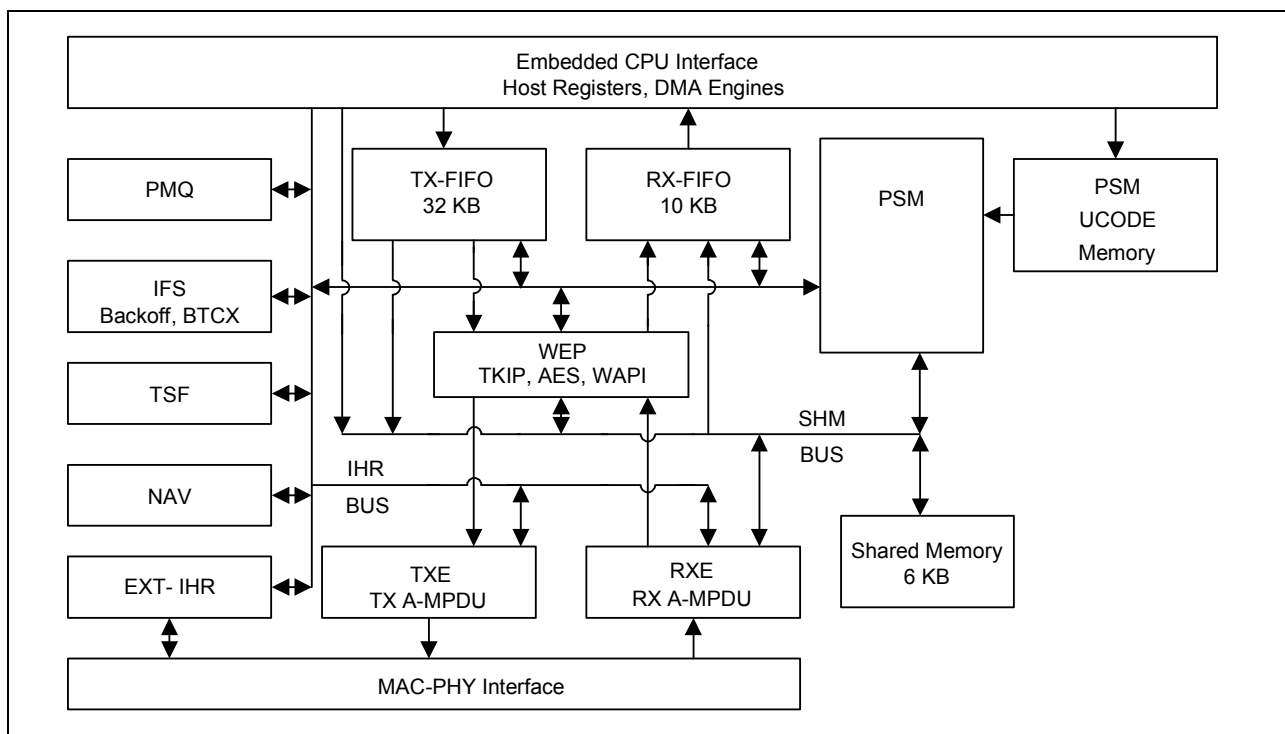 Embedded CPU Interface
Host Registers, DMA Engines
PMQ
TX-FIFO
32 KB
RX-FIFO
10 KB
PSM
PSM
UCODE
Memory
IFS
Backoff, BTCX
WEP
TKIP, AES, WAPI
TSF
SHM
BUS
IHR
BUS
NAV
Shared Memory
6 KB
EXT- IHR
TXE
TX A-MPDU
RXE
RX A-MPDU
MAC-PHY Interface